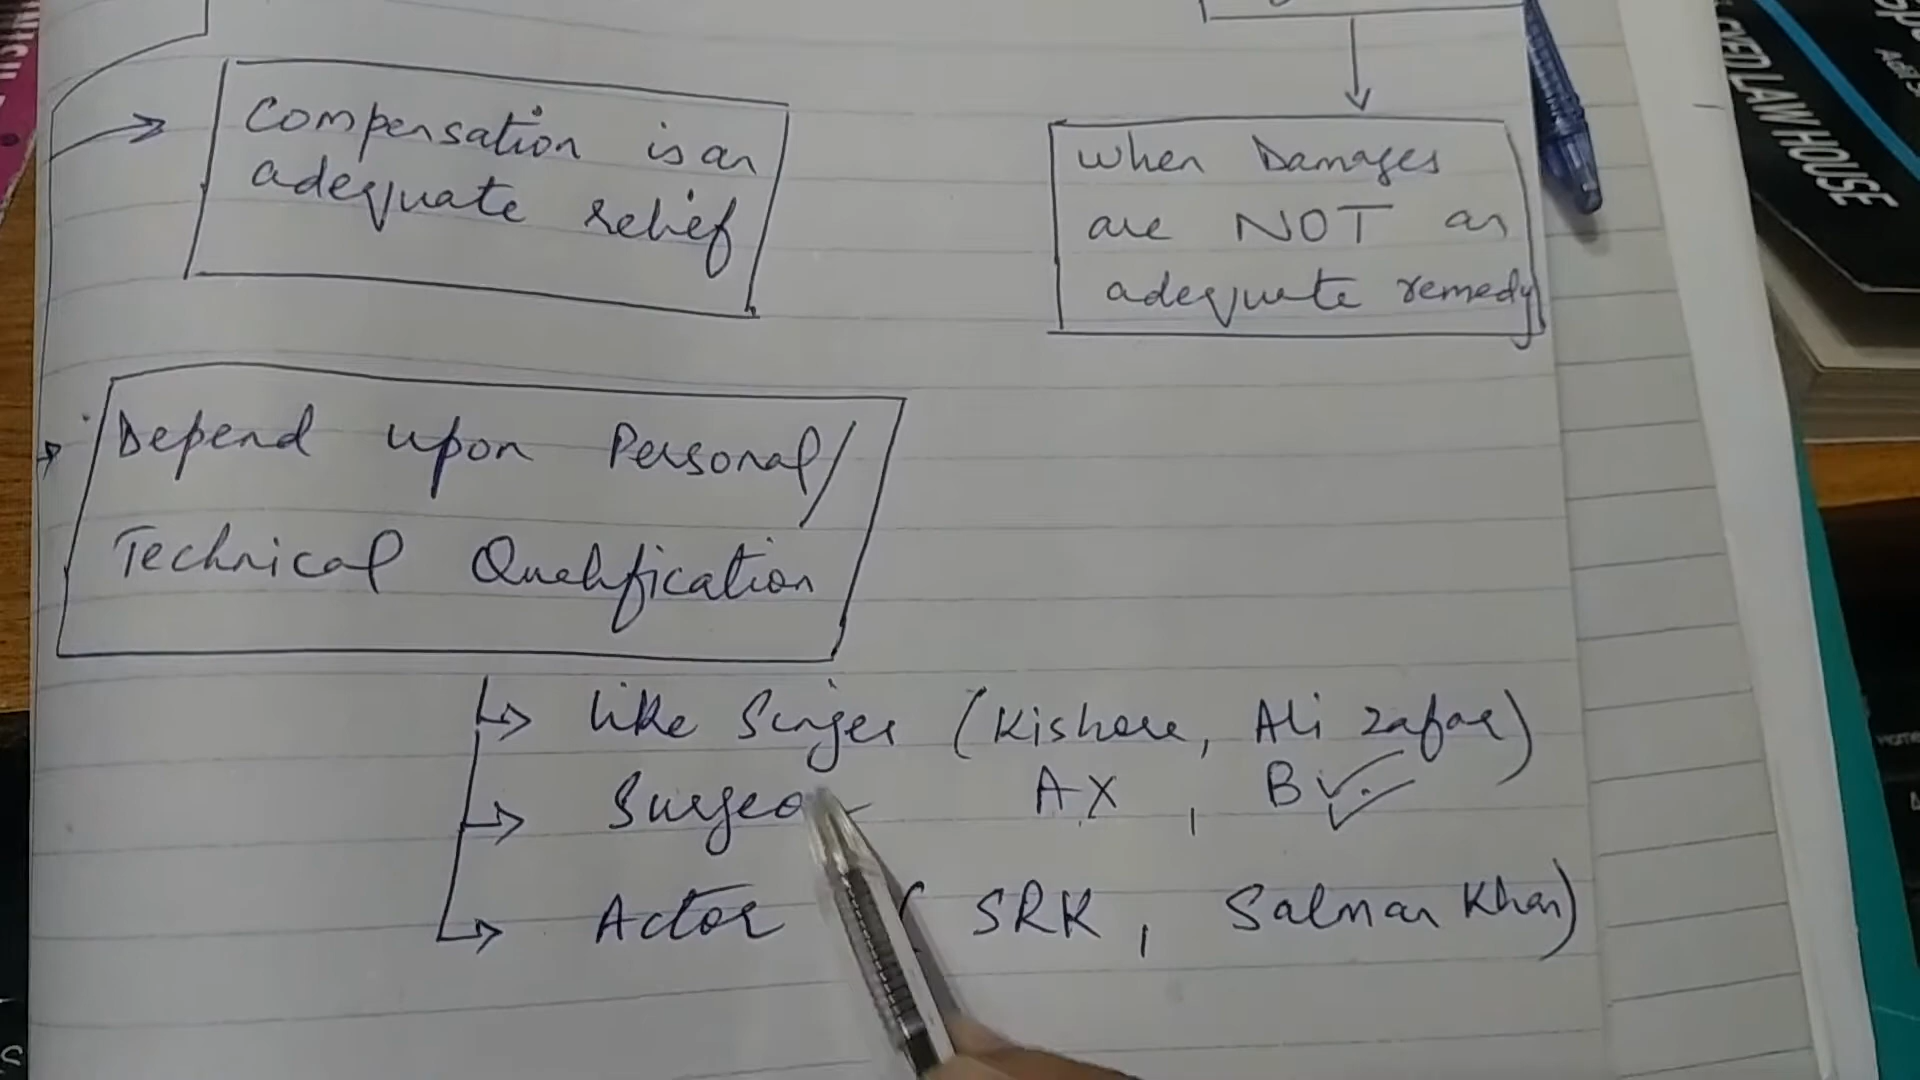 Compensation is an
adequate relief
When Damages
are NOT an
adequate remedy
Depend upon Personal/
Technical Qualification
like Singer (Kishore, Ali Zafar)
Surgeon AX, B
Actor (SRK, Salman Khan)
LAW HOUSE